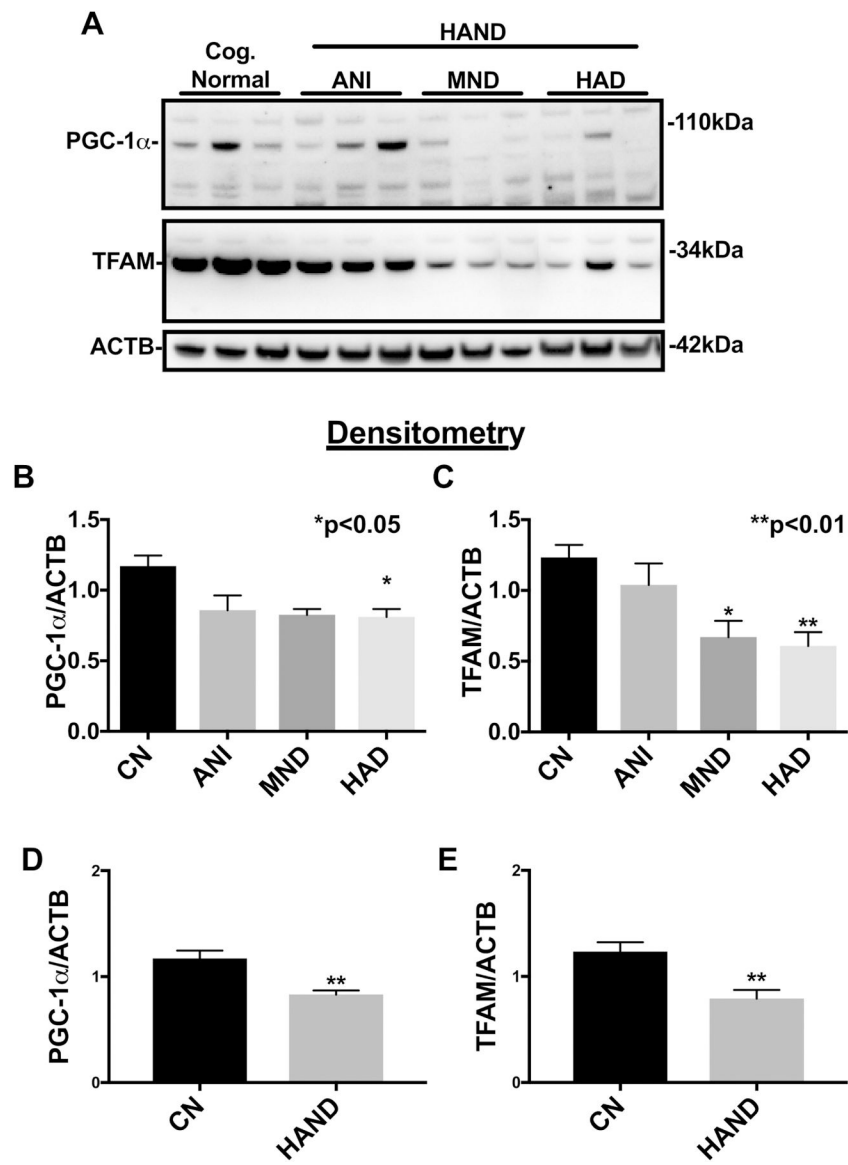 A
HAND
Cog.
Normal
ANI
MND
HAD
PGC-1α-
-110kDa
TFAM-
-34kDa
ACTB-
-42kDa
Densitometry
B
*p<0.05
PGC-1α/ACTB
1.5
1.0
0.5
0.0
*
CN
ANI
MND
HAD
C
**p<0.01
TFAM/ACTB
1.5
1.0
0.5
0.0
*
**
CN
ANI
MND
HAD
D
PGC-1α/ACTB
2
1
0
**
CN
HAND
E
TFAM/ACTB
2
1
0
**
CN
HAND